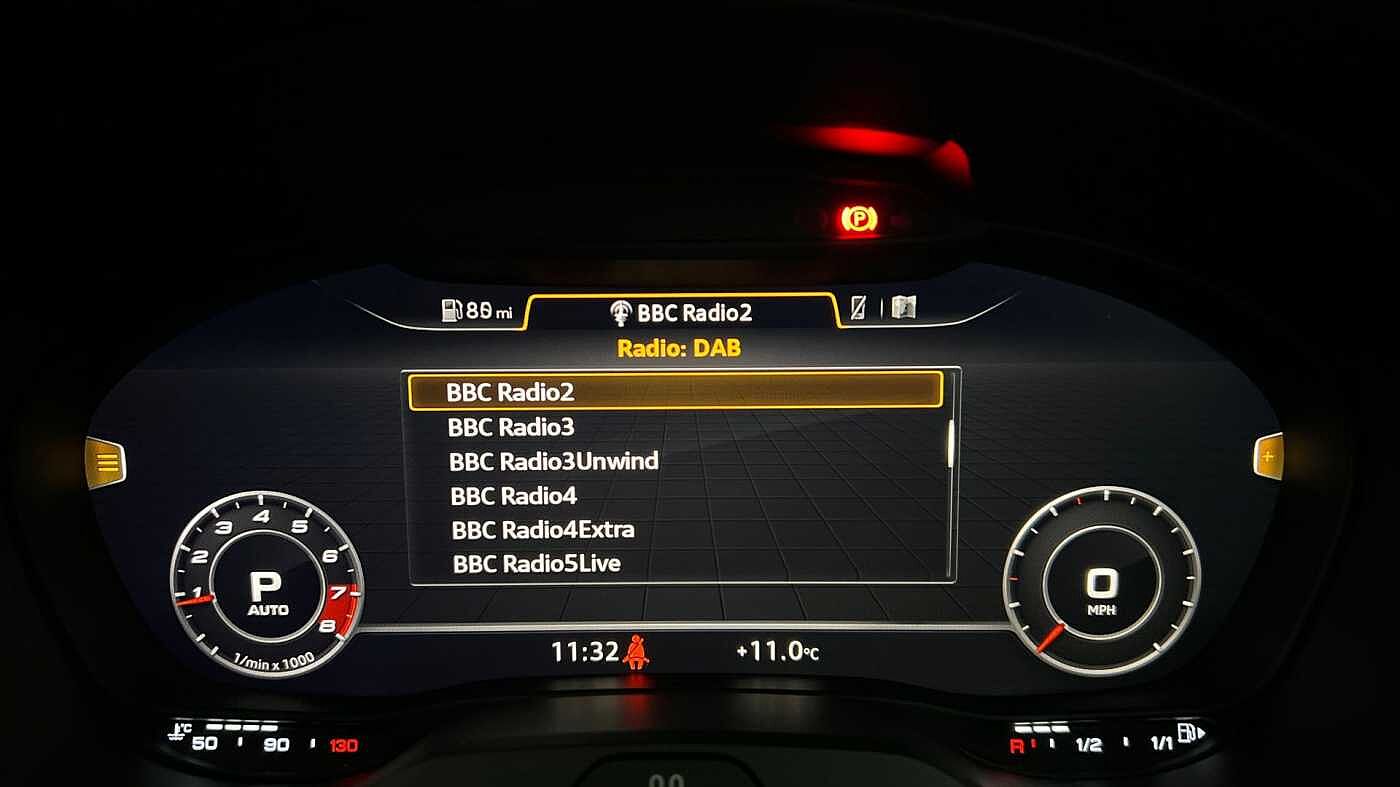 P
80 mi
BBC Radio2
Radio: DAB
BBC Radio2
BBC Radio3
BBC Radio3Unwind
BBC Radio4
BBC Radio4Extra
BBC Radio5Live
1 2 3 4 5 6 7 8
P
AUTO
1/min x 1000
0
MPH
11:32
+11.0°C
°C
50 90 130
R 1/2 1/1